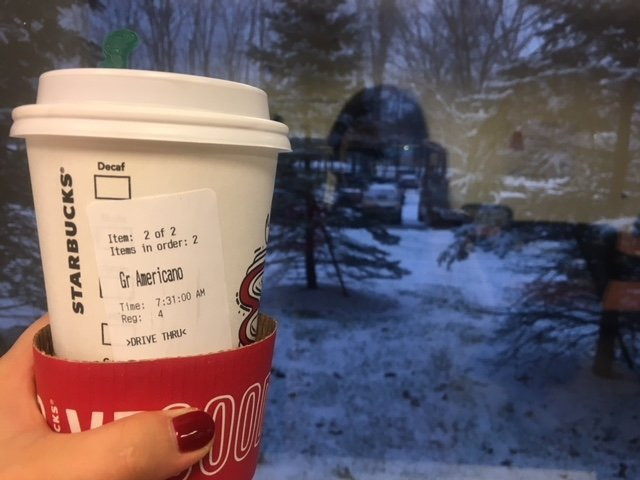 Decaf
STARBUCKS®
Item: 2 of 2
Items in order: 2
Gr Americano
Time: 7:31:00 AM
Reg: 4
>DRIVE THRU<